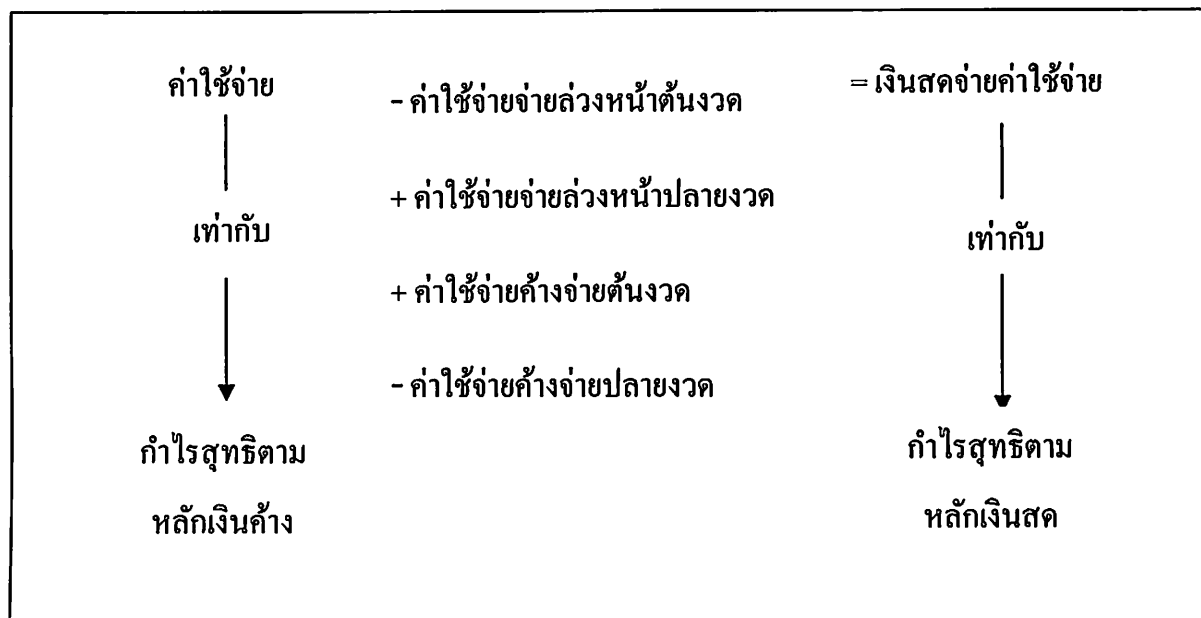 ค่าใช้จ่าย
- ค่าใช้จ่ายจ่ายล่วงหน้าต้นงวด
= เงินสดจ่ายค่าใช้จ่าย
+ ค่าใช้จ่ายจ่ายล่วงหน้าปลายงวด
เท่ากับ
เท่ากับ
+ ค่าใช้จ่ายค้างจ่ายต้นงวด
- ค่าใช้จ่ายค้างจ่ายปลายงวด
กำไรสุทธิตาม
หลักเงินค้าง
กำไรสุทธิตาม
หลักเงินสด